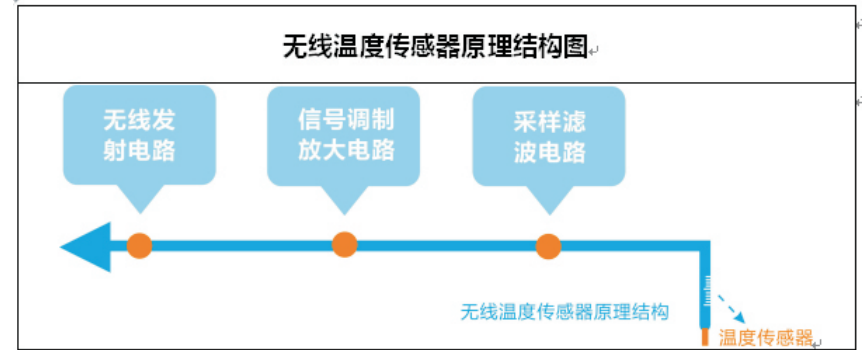 无线温度传感器原理结构图
无线发
射电路
信号调制
放大电路
采样滤
波电路
无线温度传感器原理结构
温度传感器